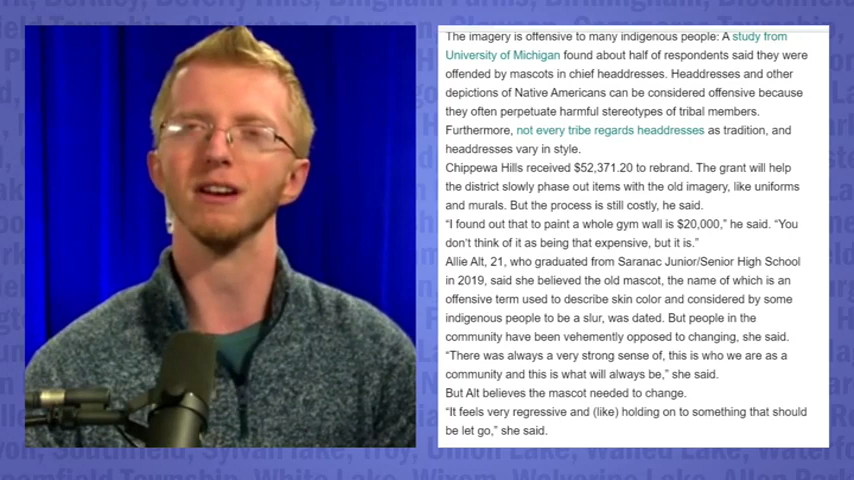 The imagery is offensive to many indigenous people: A study from
University of Michigan found about half of respondents said they were
offended by mascots in chief headdresses. Headdresses and other
depictions of Native Americans can be considered offensive because
they often perpetuate harmful stereotypes of tribal members.
Furthermore, not every tribe regards headdresses as tradition, and
headdresses vary in style.
Chippewa Hills received $52,371.20 to rebrand. The grant will help
the district slowly phase out items with the old imagery, like uniforms
and murals. But the process is still costly, he said.
“I found out that to paint a whole gym wall is $20,000,” he said. “You
don’t think of it as being that expensive, but it is.”
Allie Alt, 21, who graduated from Saranac Junior/Senior High School
in 2019, said she believed the old mascot, the name of which is an
offensive term used to describe skin color and considered by some
indigenous people to be a slur, was dated. But people in the
community have been vehemently opposed to changing, she said.
“There was always a very strong sense of, this is who we are as a
community and this is what will always be,” she said.
But Alt believes the mascot needed to change.
“It feels very regressive and (like) holding on to something that should
be let go,” she said.